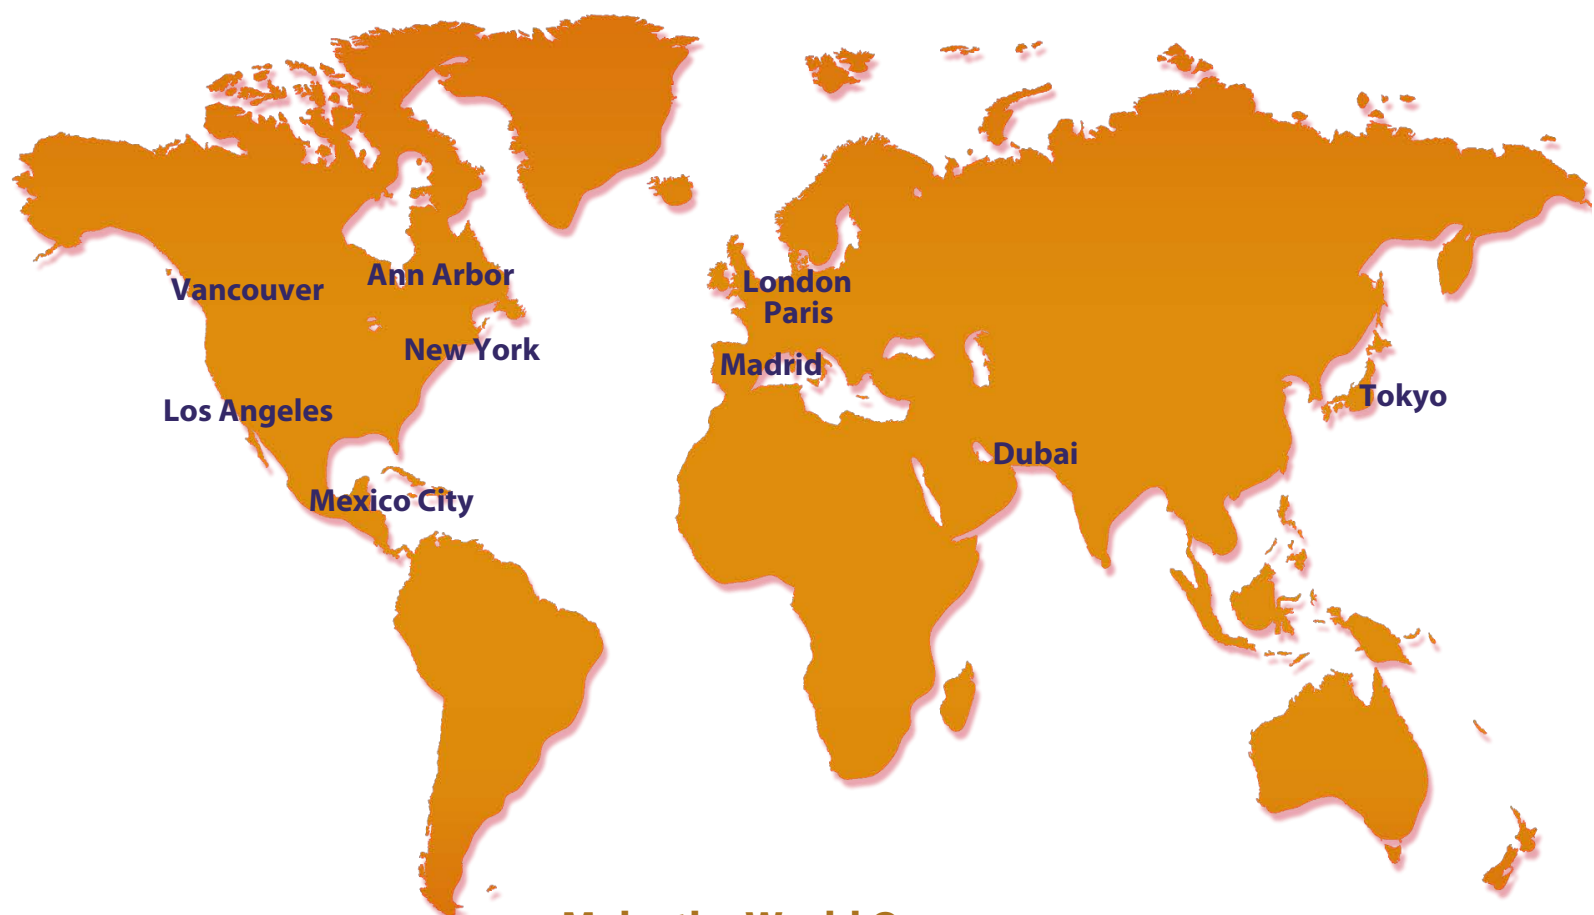 Ann Arbor
Vancouver
London
Paris
New York
Madrid
Tokyo
Los Angeles
Dubai
Mexico City